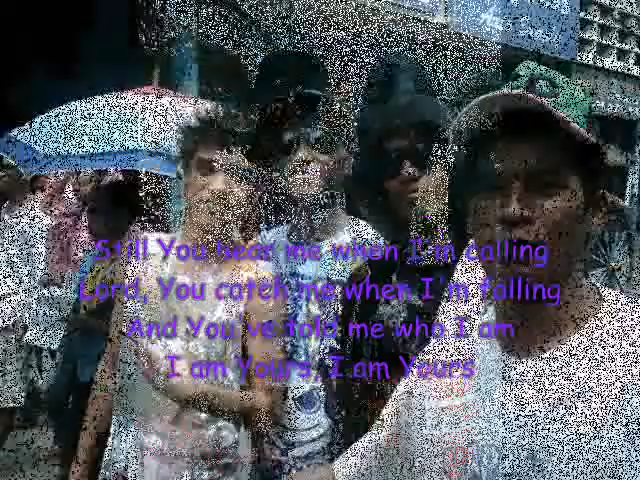 Still You hear me when I'm calling
Lord, You catch me when I'm falling
And You've told me who I am
I am Yours, I am Yours